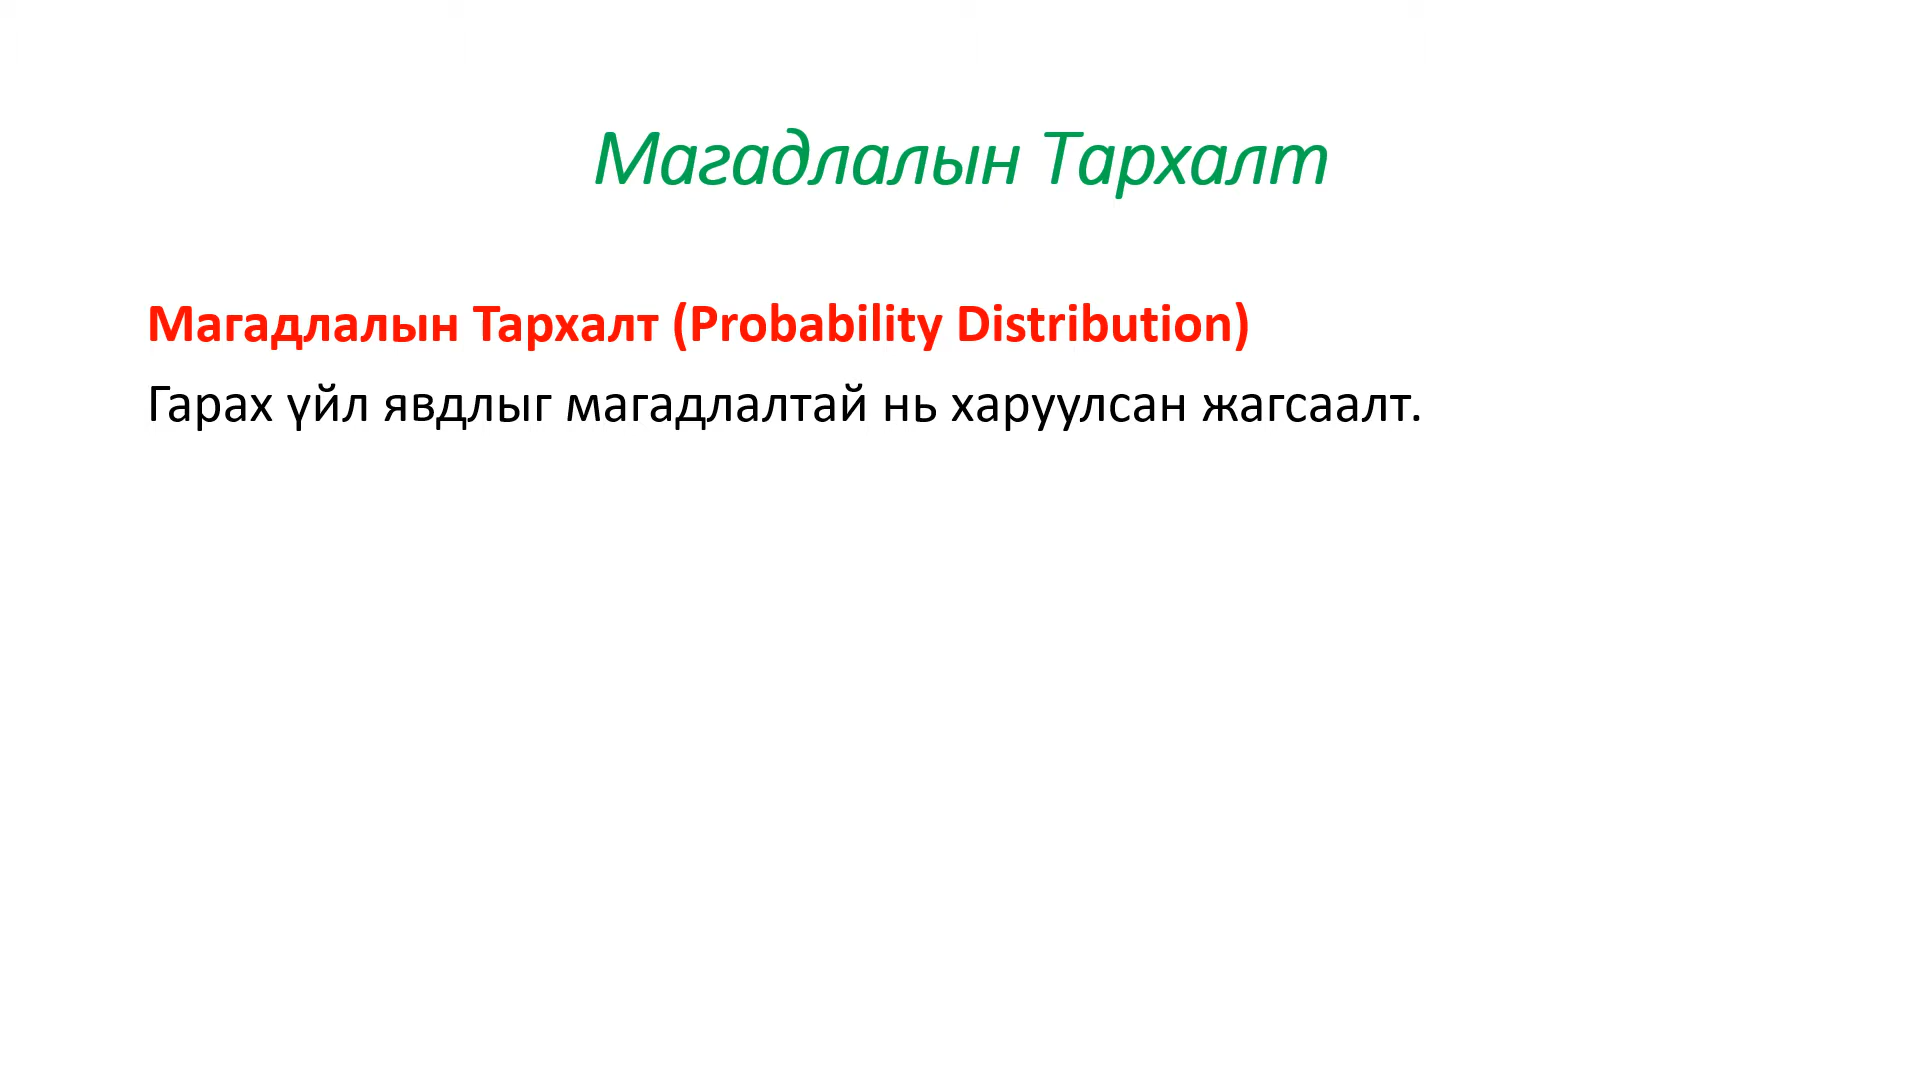 Магадлалын Тархалт
Магадлалын Тархалт (Probability Distribution)
Гарах үйл явдлыг магадлалтай нь харуулсан жагсаалт.